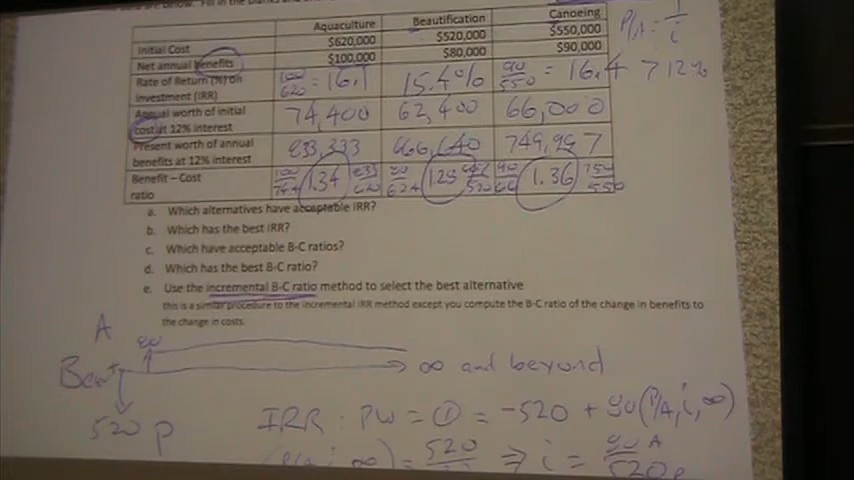 Aquaculture Beautification Canoeing
Initial Cost $620,000 $520,000 $550,000
Net annual benefits $100,000 $80,000 $90,000
P/A = 1/i
Rate of Return (%) on
investment (IRR) 100/620 = 16.1 15.4% 90/550 = 16.4 > 12%
Annual worth of initial
cost at 12% interest 74,400 62,400 66,000
Present worth of annual
benefits at 12% interest 833,333 666,640 749,997
Benefit – Cost
ratio 1.34 1.28 1.36 750/550
a. Which alternatives have acceptable IRR?
b. Which has the best IRR?
c. Which have acceptable B-C ratios?
d. Which has the best B-C ratio?
e. Use the incremental B-C ratio method to select the best alternative
this is a similar procedure to the incremental IRR method except you compute the B-C ratio of the change in benefits to
the change in costs.
A
80
∞ and beyond
520 P
IRR: PW = = -520 + 80(P/A, i, ∞)
(P/A, i, ∞) = 520 ⇒ i = 80 A
520 P